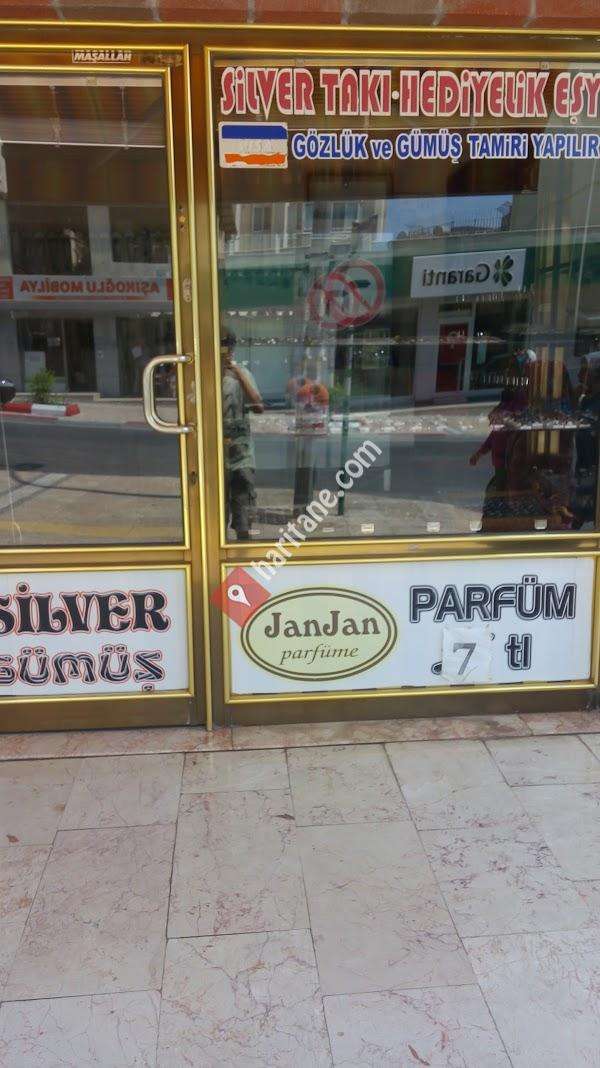 MAŞALLAH
SİLVER TAKI·HEDİYELİK EŞY
VISA
GÖZLÜK ve GÜMÜŞ TAMİRİ YAPILIR
AŞIKOĞLU MOBİLYA
Garanti
haritane.com
SİLVER
GÜMÜŞ
JanJan
parfüme
PARFÜM
7 tl